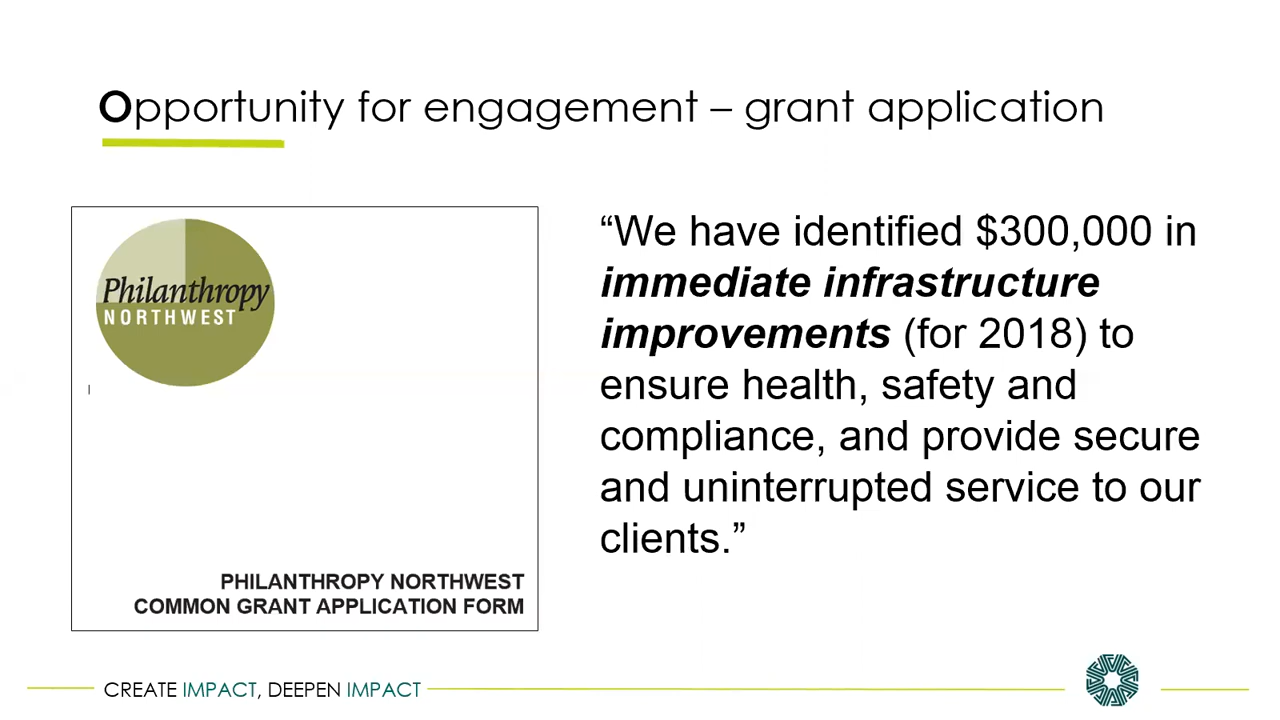 Opportunity for engagement – grant application
Philanthropy
NORTHWEST
PHILANTHROPY NORTHWEST
COMMON GRANT APPLICATION FORM
“We have identified $300,000 in
immediate infrastructure
improvements (for 2018) to
ensure health, safety and
compliance, and provide secure
and uninterrupted service to our
clients.”
CREATE IMPACT, DEEPEN IMPACT